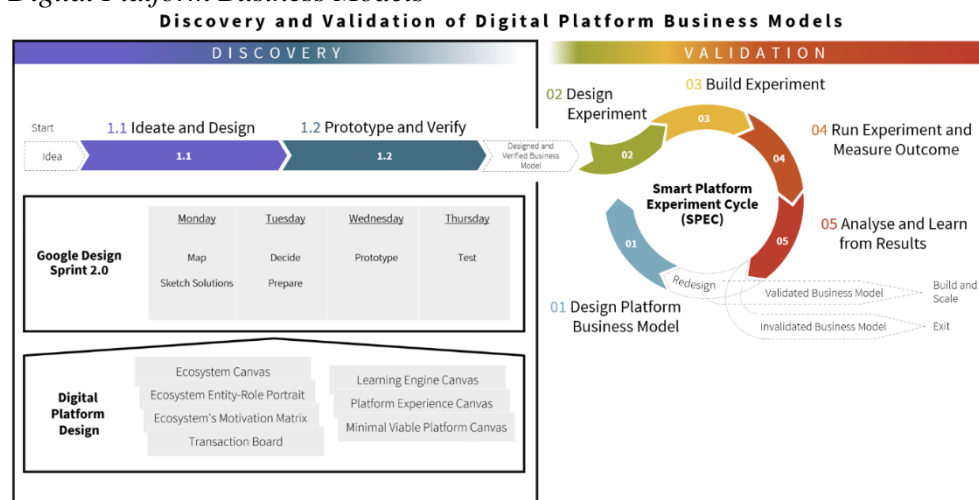 Digital Platform Business Models
Discovery and Validation of Digital Platform Business Models
DISCOVERY
VALIDATION
Start
Idea
1.1 Ideate and Design
1.1
1.2 Prototype and Verify
1.2
Designed and
Verified Business
Model
Google Design
Sprint 2.0
Monday
Map
Sketch Solutions
Tuesday
Decide
Prepare
Wednesday
Prototype
Thursday
Test
Digital
Platform
Design
Ecosystem Canvas
Ecosystem Entity-Role Portrait
Ecosystem's Motivation Matrix
Transaction Board
Learning Engine Canvas
Platform Experience Canvas
Minimal Viable Platform Canvas
02 Design
Experiment
02
03 Build Experiment
03
04 Run Experiment and
Measure Outcome
04
Smart Platform
Experiment Cycle
(SPEC)
05 Analyse and Learn
from Results
05
01
01 Design Platform
Business Model
Redesign
Validated Business Model
Build and
Scale
Invalidated Business Model
Exit